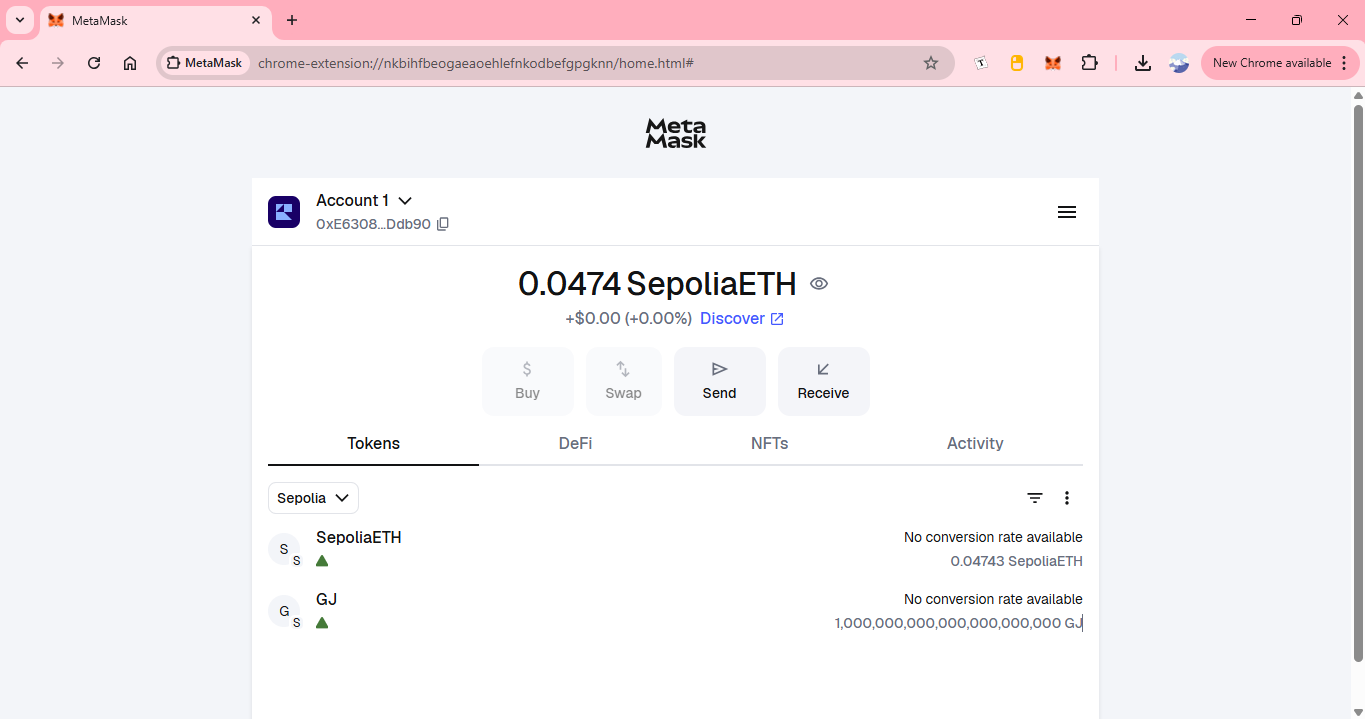 MetaMask
MetaMask
chrome-extension://nkbihfbeogaeaoehlefnkodbefgpgknn/home.html#
T
New Chrome available
Meta
Mask
Account 1
0xE6308...Ddb90
0.0474 SepoliaETH
+$0.00 (+0.00%) Discover
$
Buy Swap Send Receive
Tokens DeFi NFTs Activity
Sepolia
S SepoliaETH No conversion rate available
S 0.04743 SepoliaETH
G GJ No conversion rate available
S 1,000,000,000,000,000,000,000 GJ